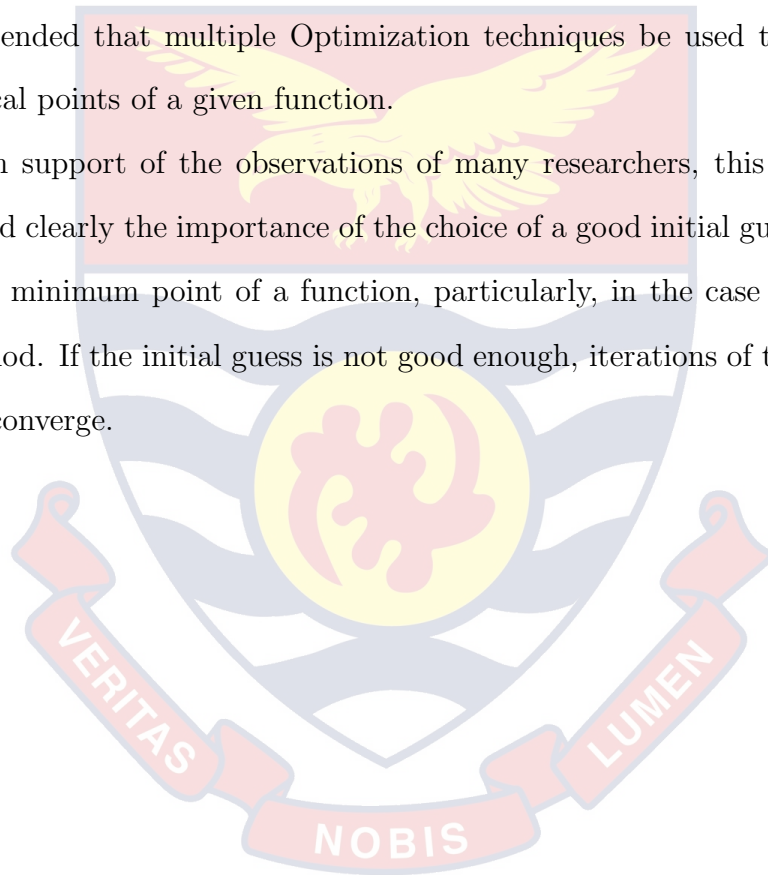 ended that multiple Optimization techniques be used t
cal points of a given function.
n support of the observations of many researchers, this
d clearly the importance of the choice of a good initial gu
minimum point of a function, particularly, in the case
od. If the initial guess is not good enough, iterations of t
converge.
VERITAS
NOBIS
LUMEN